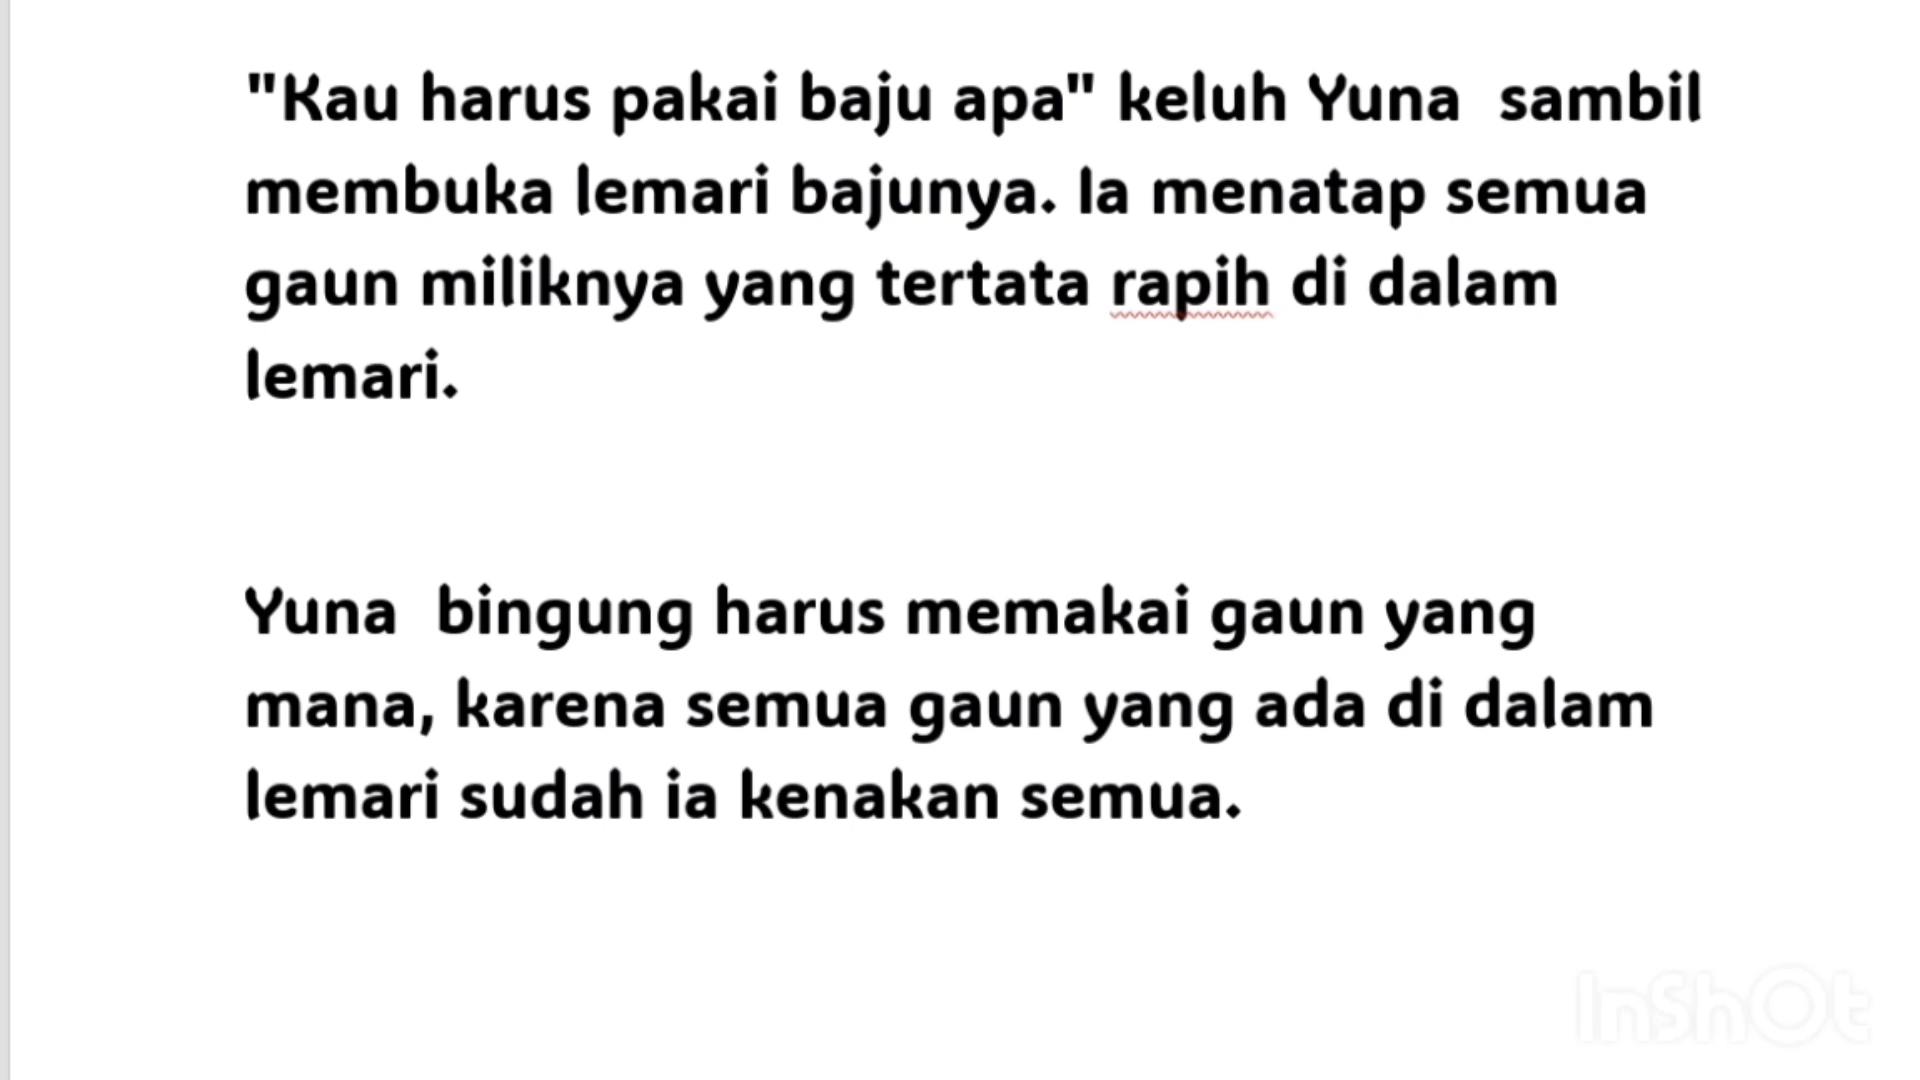 "Kau harus pakai baju apa" keluh Yuna  sambil
membuka lemari bajunya. Ia menatap semua
gaun miliknya yang tertata rapih di dalam
lemari.
Yuna  bingung harus memakai gaun yang
mana, karena semua gaun yang ada di dalam
lemari sudah ia kenakan semua.
InShOt